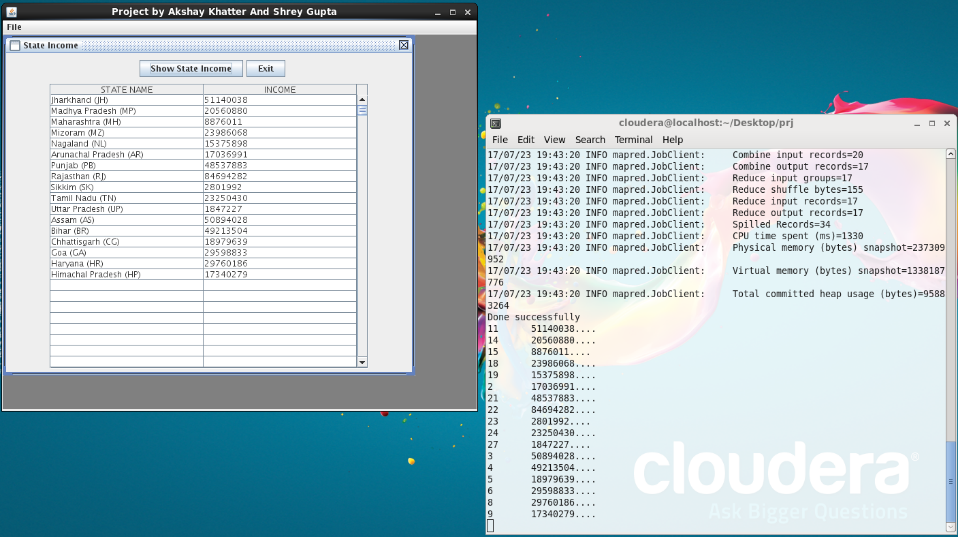 Project by Akshay Khatter And Shrey Gupta
File
State Income
Show State Income Exit
STATE NAME INCOME
Jharkhand (JH) 51140038
Madhya Pradesh (MP) 20560880
Maharashtra (MH) 8876011
Mizoram (MZ) 23986068
Nagaland (NL) 15375898
Arunachal Pradesh (AR) 17036991
Punjab (PB) 48537883
Rajasthan (RJ) 84694282
Sikkim (SK) 2801992
Tamil Nadu (TN) 23250430
Uttar Pradesh (UP) 1847227
Assam (AS) 50894028
Bihar (BR) 49213504
Chhattisgarh (CG) 18979639
Goa (GA) 29598833
Haryana (HR) 29760186
Himachal Pradesh (HP) 17340279
cloudera@localhost:~/Desktop/prj
File Edit View Search Terminal Help
17/07/23 19:43:20 INFO mapred.JobClient: Combine input records=20
17/07/23 19:43:20 INFO mapred.JobClient: Combine output records=17
17/07/23 19:43:20 INFO mapred.JobClient: Reduce input groups=17
17/07/23 19:43:20 INFO mapred.JobClient: Reduce shuffle bytes=155
17/07/23 19:43:20 INFO mapred.JobClient: Reduce input records=17
17/07/23 19:43:20 INFO mapred.JobClient: Reduce output records=17
17/07/23 19:43:20 INFO mapred.JobClient: Spilled Records=34
17/07/23 19:43:20 INFO mapred.JobClient: CPU time spent (ms)=1330
17/07/23 19:43:20 INFO mapred.JobClient: Physical memory (bytes) snapshot=237309
952
17/07/23 19:43:20 INFO mapred.JobClient: Virtual memory (bytes) snapshot=1338187
776
17/07/23 19:43:20 INFO mapred.JobClient: Total committed heap usage (bytes)=9588
3264
Done successfully
11 51140038....
14 20560880....
15 8876011....
18 23986068....
19 15375898....
2 17036991....
21 48537883....
22 84694282....
23 2801992....
24 23250430....
27 1847227....
3 50894028....
4 49213504....
5 18979639....
6 29598833....
8 29760186....
9 17340279....
cloudera®
Ask Bigger Questions